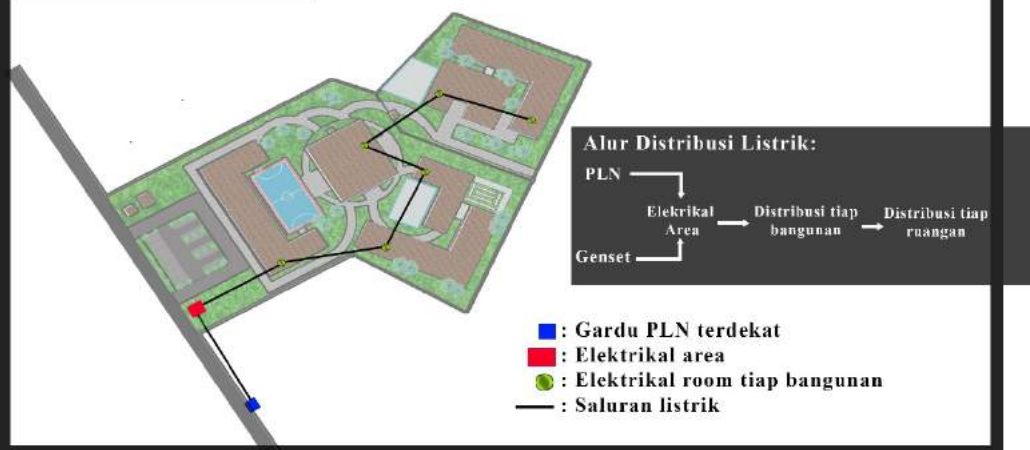 Alur Distribusi Listrik:
PLN
Elekrikal
Area
Distribusi tiap
bangunan
Distribusi tiap
ruangan
Genset
: Gardu PLN terdekat
: Elektrikal area
: Elektrikal room tiap bangunan
: Saluran listrik